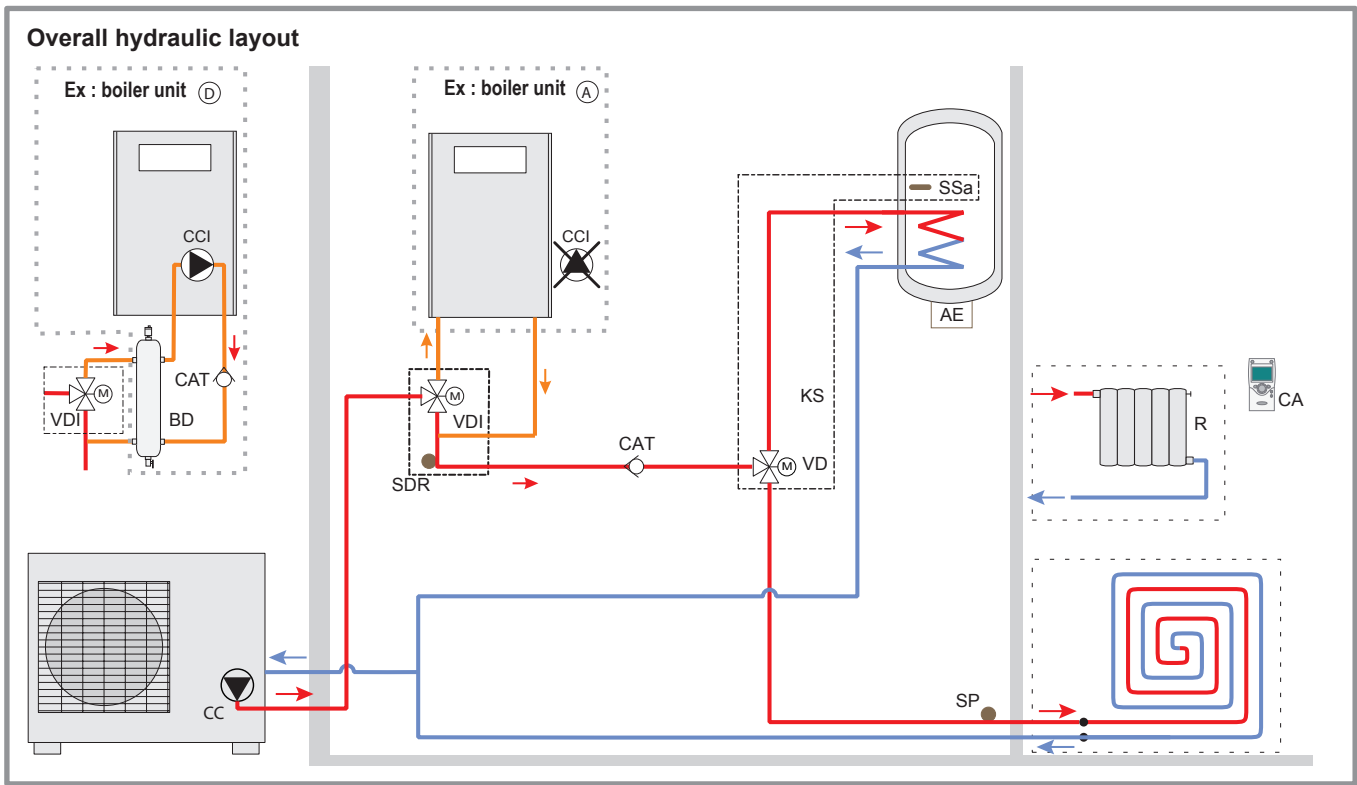 Overall hydraulic layout
Ex : boiler unit D
Ex : boiler unit A
SSa
CCI
CCI
AE
CAT
M
VDI
BD
M
VDI
KS
CA
R
CAT
M
VD
SDR
SP
CC